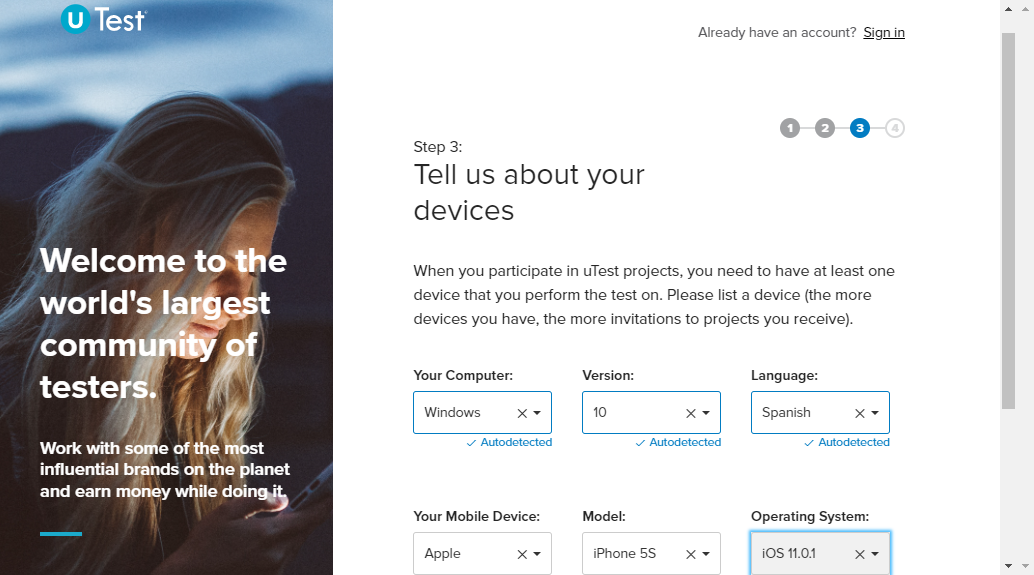 U Test
Already have an account? Sign in
1 2 3 4
Step 3:
Tell us about your
devices
Welcome to the
world's largest
community of
testers.
Work with some of the most
influential brands on the planet
and earn money while doing it.
When you participate in uTest projects, you need to have at least one
device that you perform the test on. Please list a device (the more
devices you have, the more invitations to projects you receive).
Your Computer: Version: Language:
Windows 10 Spanish
Autodetected Autodetected Autodetected
Your Mobile Device: Model: Operating System:
Apple iPhone 5S iOS 11.0.1